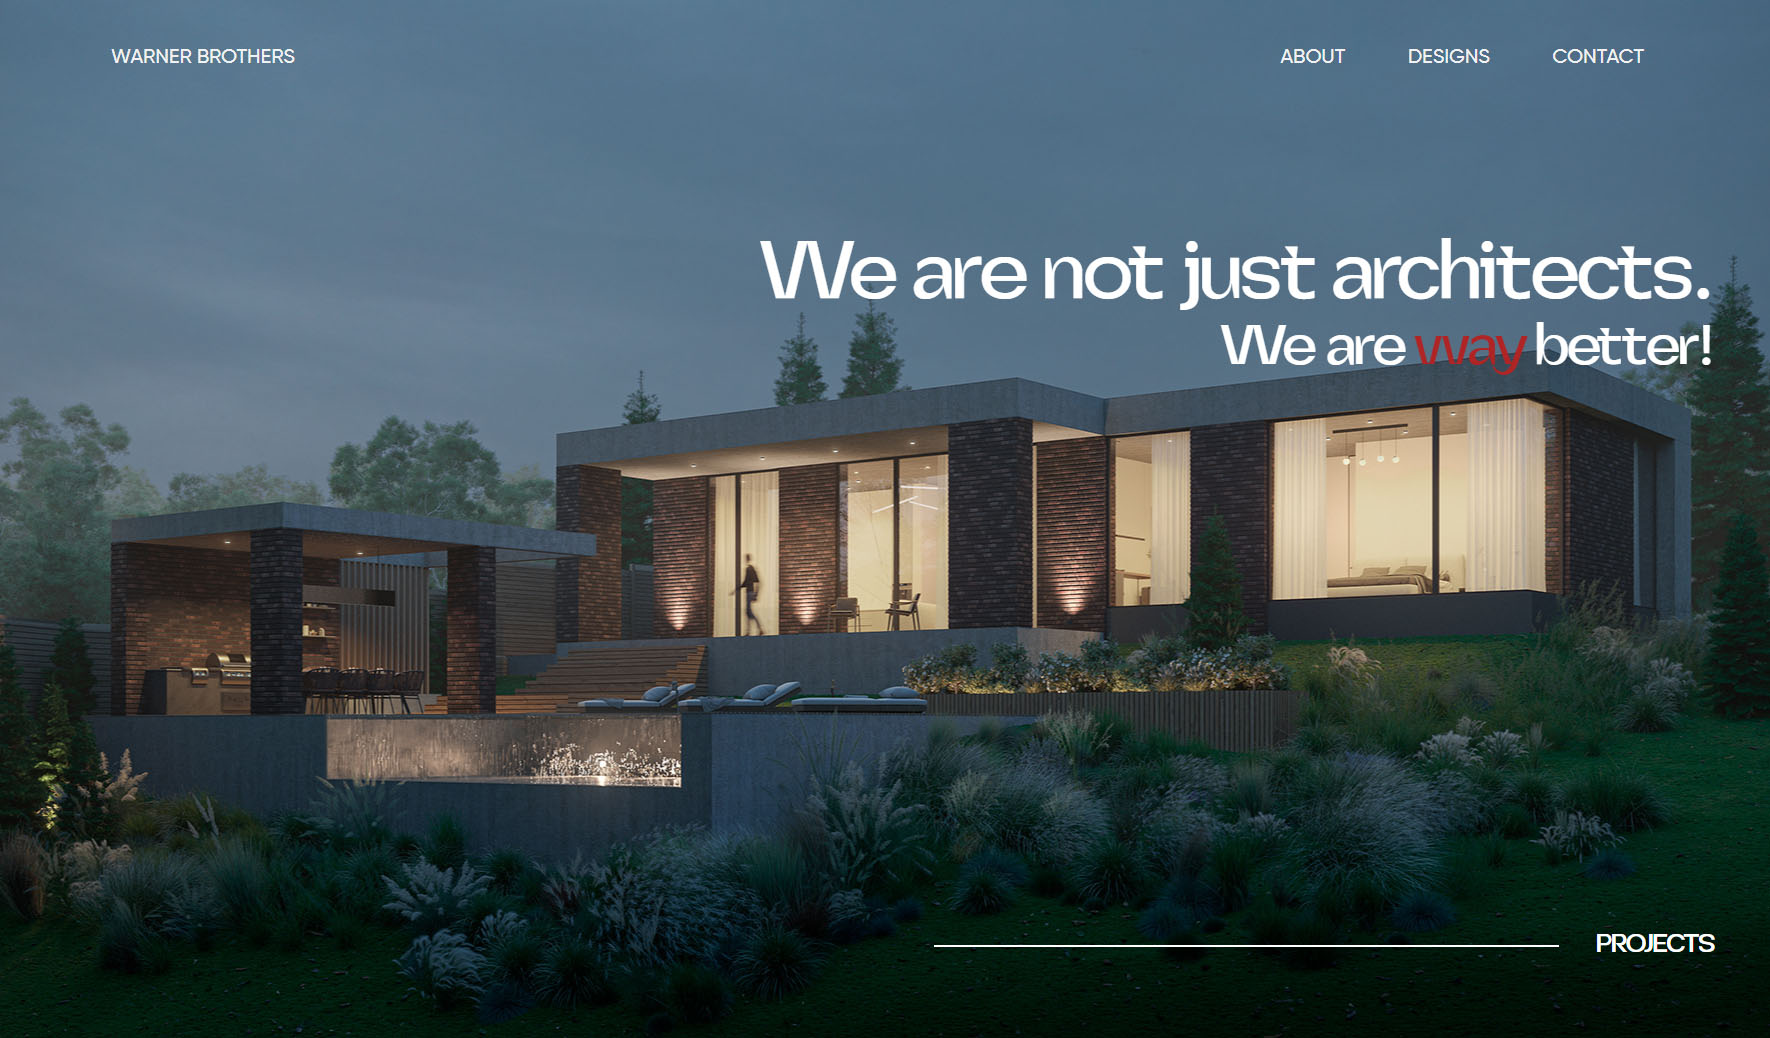 WARNER BROTHERS
ABOUT DESIGNS CONTACT
We are not just architects.
We are way better!
PROJECTS